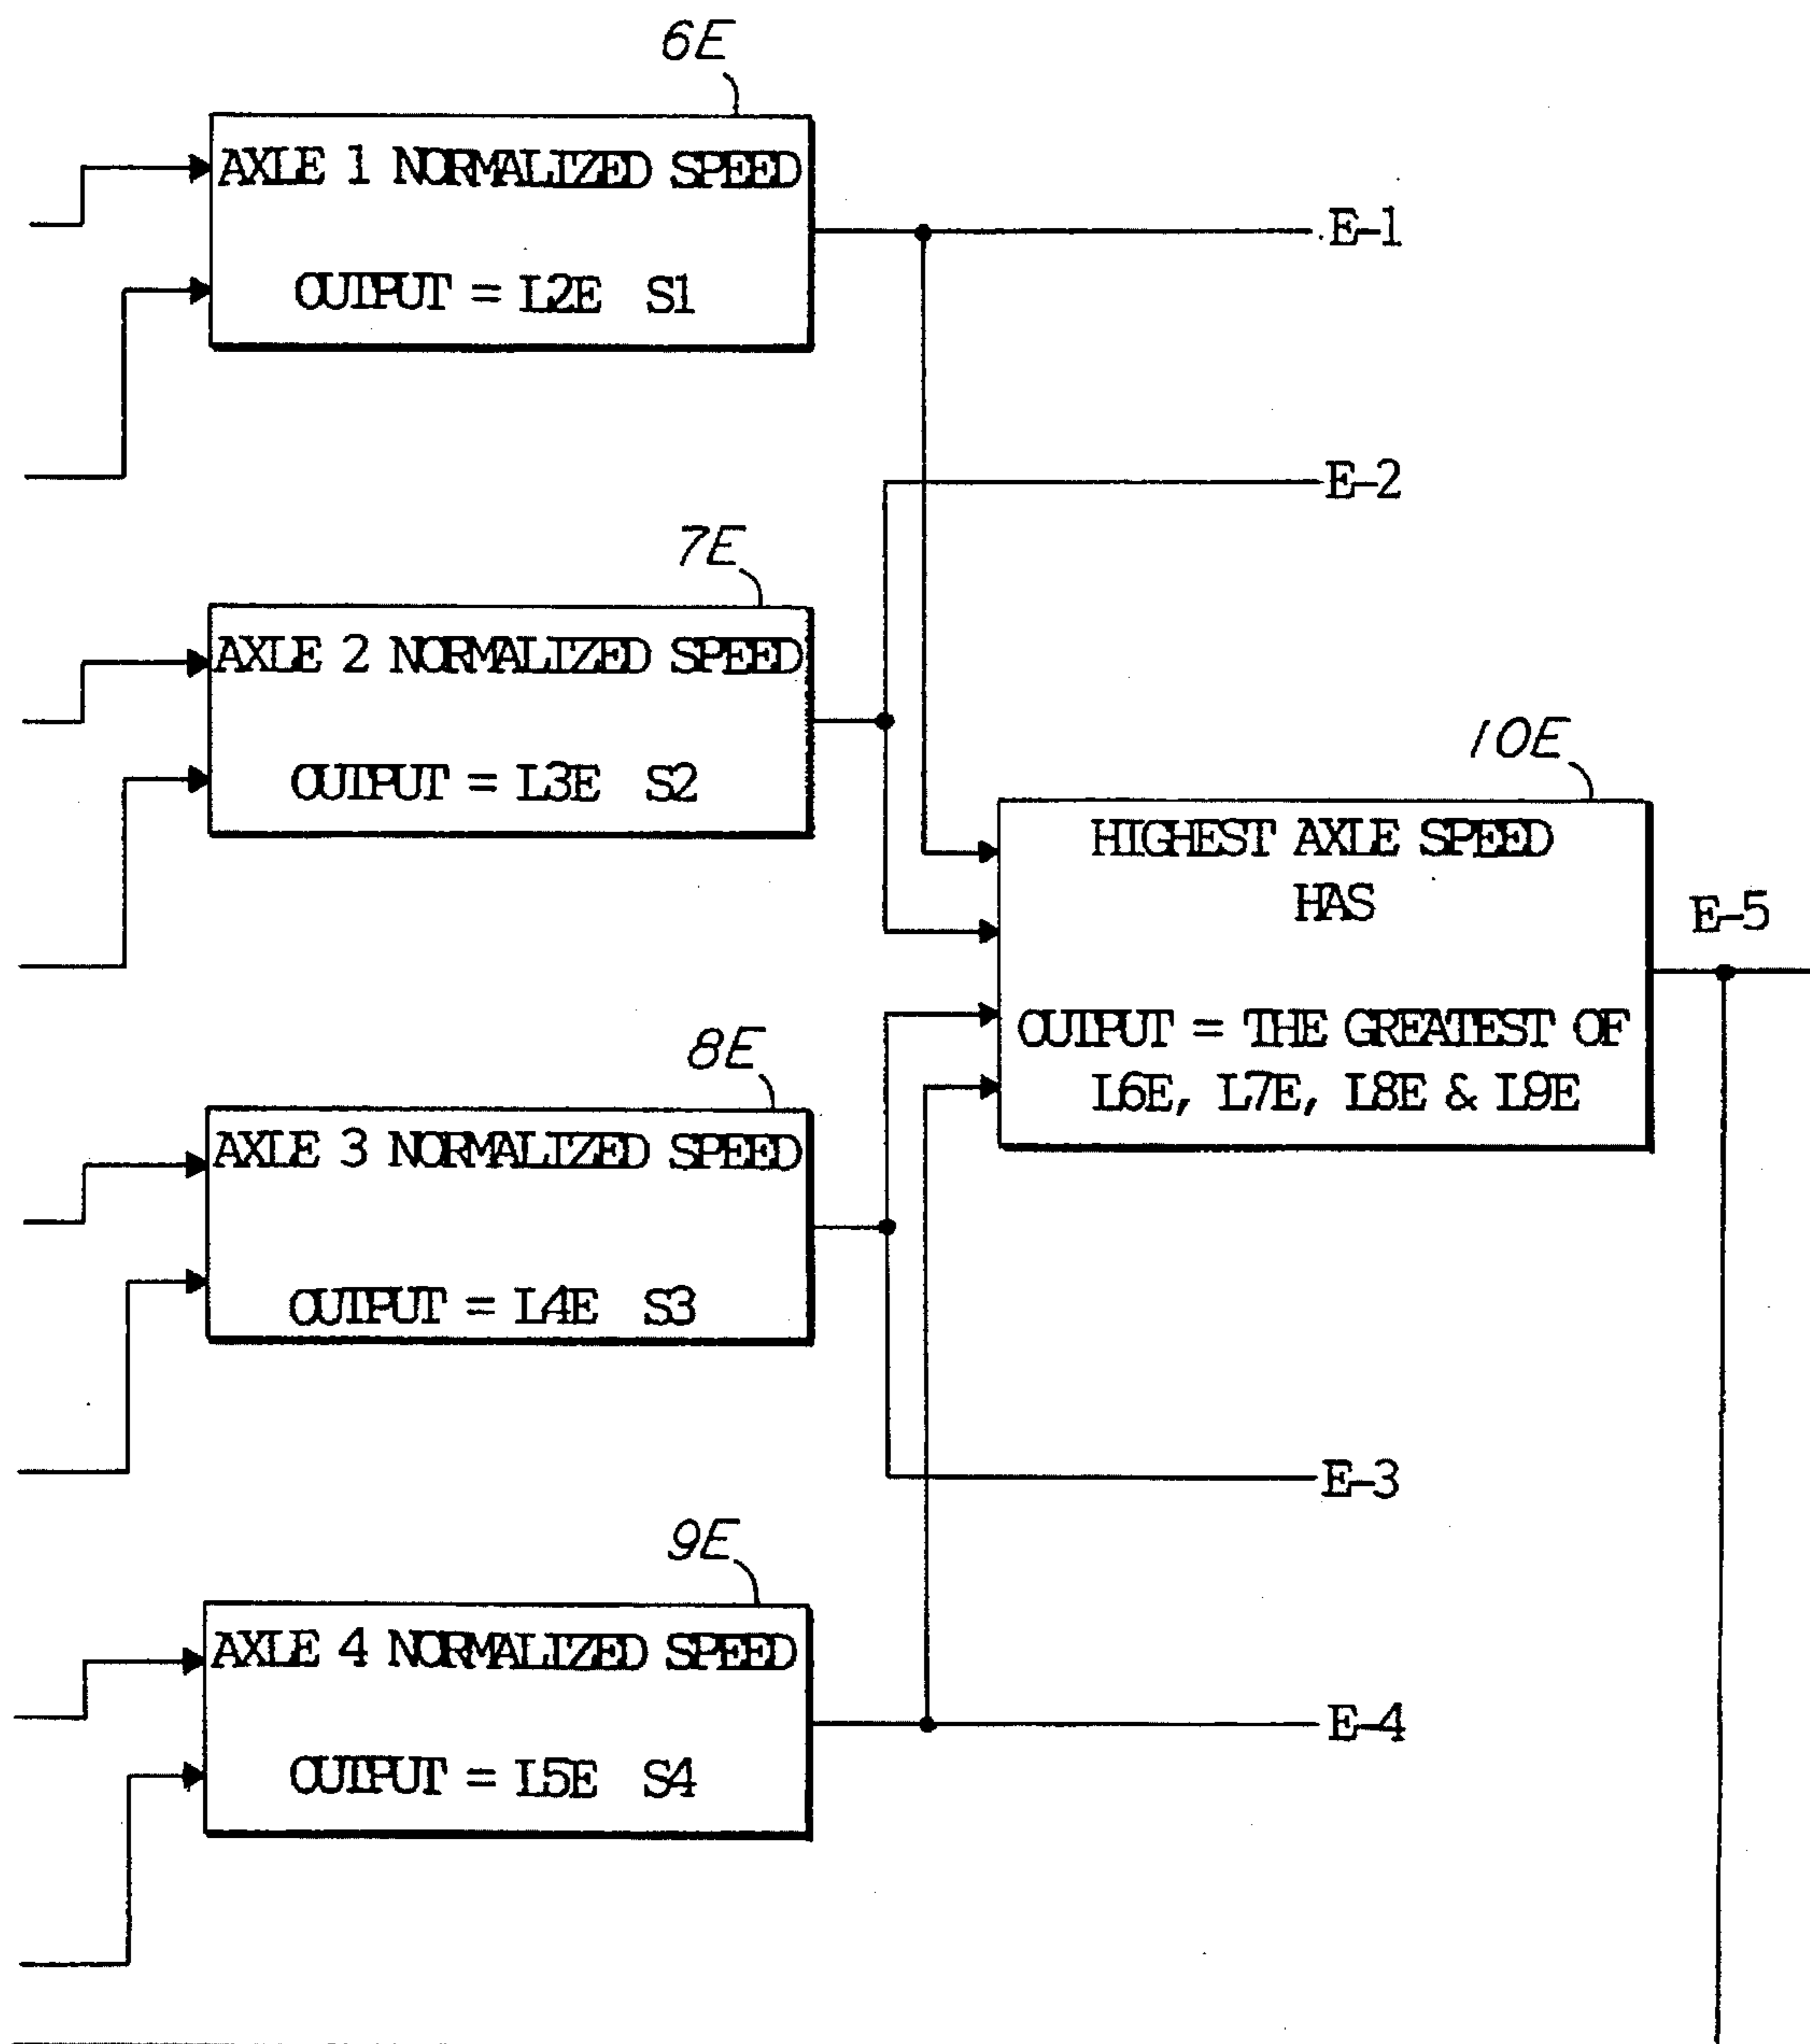 6E
AXLE 1 NORMALIZED SPEED
OUTPUT = L2E S1
E-1
E-2
7E
AXLE 2 NORMALIZED SPEED
OUTPUT = L3E S2
10E
HIGHEST AXLE SPEED
HAS
OUTPUT = THE GREATEST OF
L6E, L7E, L8E & L9E
E-5
8E
AXLE 3 NORMALIZED SPEED
OUTPUT = L4E S3
E-3
9E
AXLE 4 NORMALIZED SPEED
OUTPUT = L5E S4
E-4